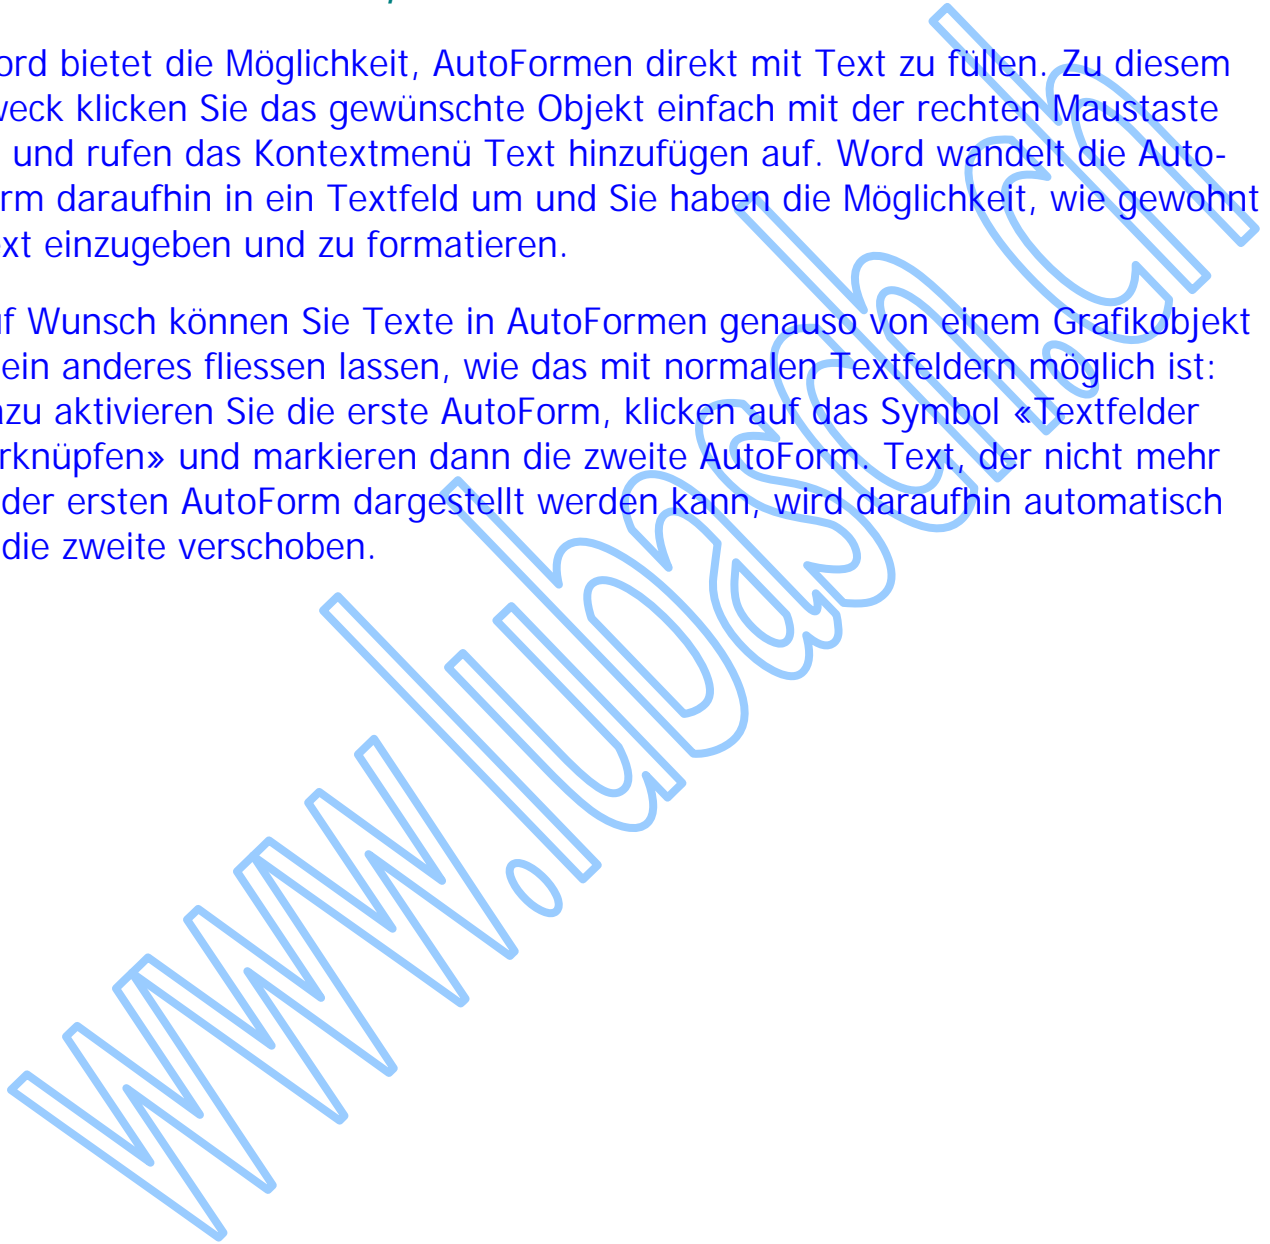 ord bietet die Möglichkeit, AutoFormen direkt mit Text zu füllen. Zu diesem
weck klicken Sie das gewünschte Objekt einfach mit der rechten Maustaste
und rufen das Kontextmenü Text hinzufügen auf. Word wandelt die Auto-
rm daraufhin in ein Textfeld um und Sie haben die Möglichkeit, wie gewohnt
ext einzugeben und zu formatieren.
uf Wunsch können Sie Texte in AutoFormen genauso von einem Grafikobjekt
ein anderes fliessen lassen, wie das mit normalen Textfeldern möglich ist:
azu aktivieren Sie die erste AutoForm, klicken auf das Symbol «Textfelder
rknüpfen» und markieren dann die zweite AutoForm. Text, der nicht mehr
der ersten AutoForm dargestellt werden kann, wird daraufhin automatisch
die zweite verschoben.
www.lubasch.ch